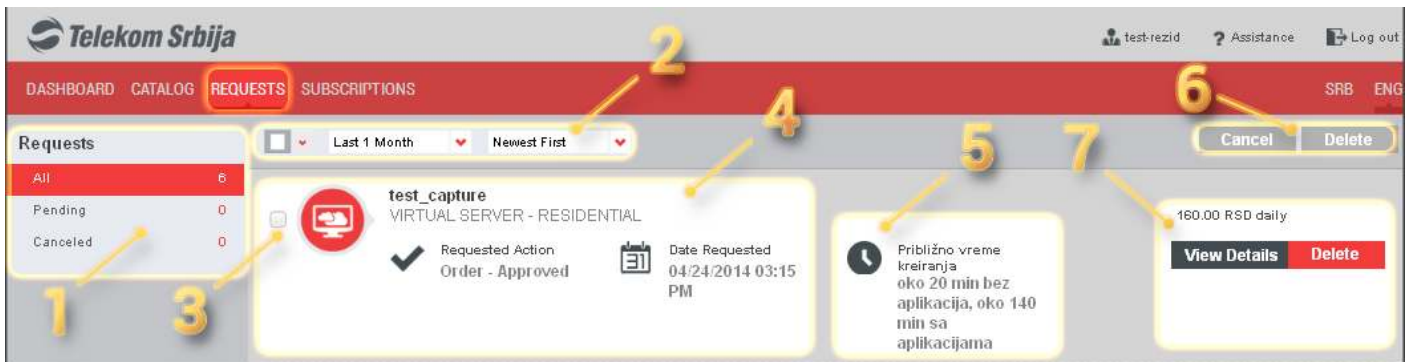 Telekom Srbija
test-rezid ? Assistance Log out
DASHBOARD CATALOG REQUESTS SUBSCRIPTIONS
SRB ENG
Requests
All 6
Pending 0
Canceled 0
1
Last 1 Month Newest First
2
Cancel Delete
6
3
test_capture
VIRTUAL SERVER - RESIDENTIAL
Requested Action
Order - Approved
31
Date Requested
04/24/2014 03:15
PM
4
5
Približno vreme
kreiranja
oko 20 min bez
aplikacija, oko 140
min sa
aplikacijama
7
160.00 RSD daily
View Details Delete